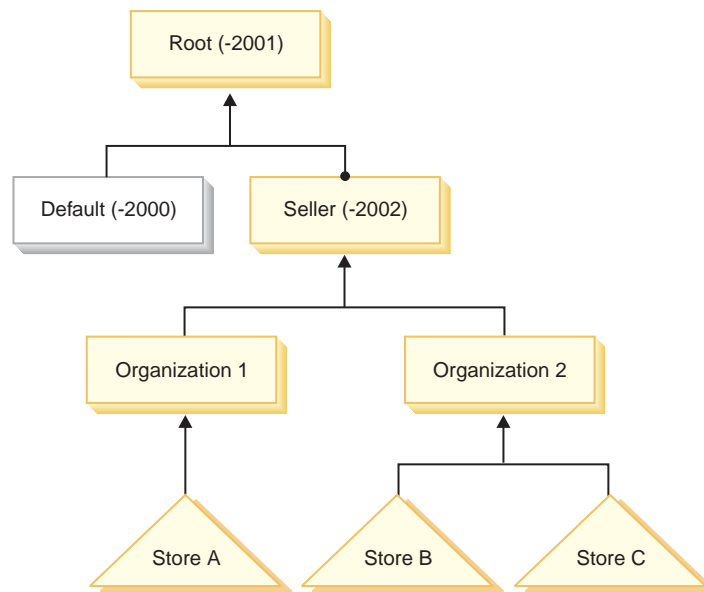 Root (-2001)
Default (-2000)
Seller (-2002)
Organization 1
Organization 2
Store A
Store B
Store C